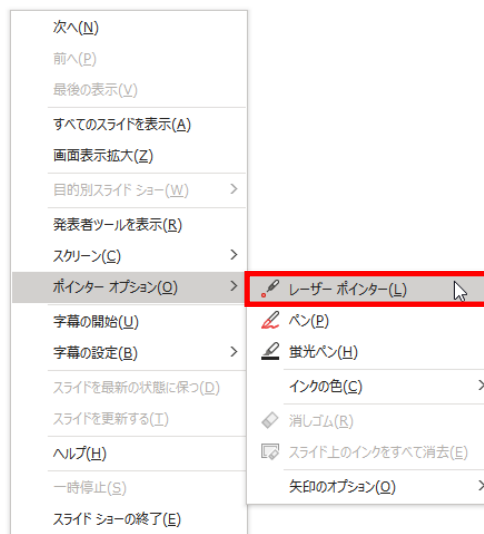 次へ(N)
前へ(P)
最後の表示(V)
すべてのスライドを表示(A)
画面表示拡大(Z)
目的別スライド ショー(W)
発表者ツールを表示(R)
スクリーン(C)
ポインター オプション(O)
字幕の開始(U)
字幕の設定(B)
スライドを最新の状態に保つ(D)
スライドを更新する(T)
ヘルプ(H)
一時停止(S)
スライド ショーの終了(E)
レーザー ポインター(L)
ペン(P)
蛍光ペン(H)
インクの色(C)
消しゴム(R)
スライド上のインクをすべて消去(E)
矢印のオプション(O)